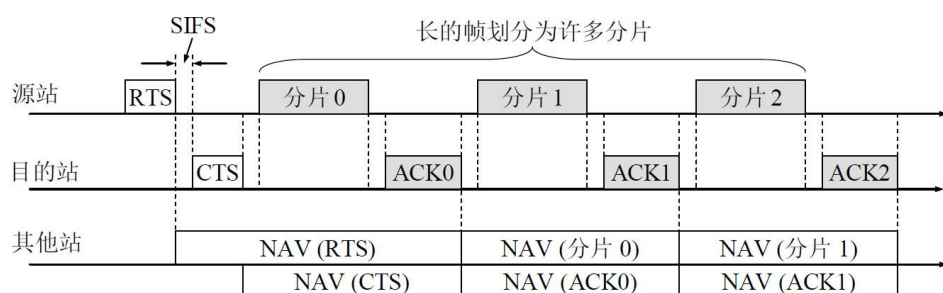 SIFS
长的帧划分为许多分片
源站
RTS
分片 0
分片 1
分片 2
目的站
CTS
ACK0
ACK1
ACK2
其他站
NAV (RTS)
NAV (分片 0)
NAV (分片 1)
NAV (CTS)
NAV (ACK0)
NAV (ACK1)